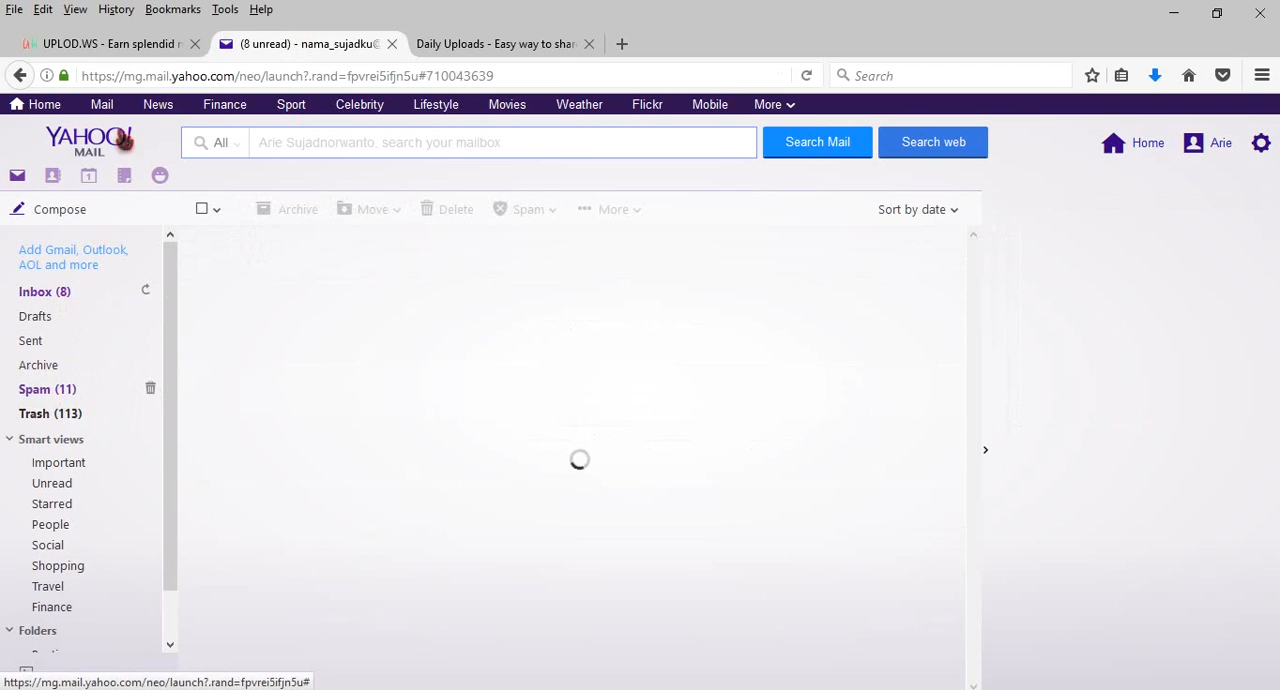 File Edit View History Bookmarks Tools Help
UPLOD.WS - Earn splendid
(8 unread) - nama_sujadku@
Daily Uploads - Easy way to shar
https://mg.mail.yahoo.com/neo/launch?.rand=fpvrei5ifjn5u#710043639
Search
Home Mail News Finance Sport Celebrity Lifestyle Movies Weather Flickr Mobile More
YAHOO!
MAIL
All
Arie Sujadnorwanto, search your mailbox
Search Mail
Search web
Home
Arie
1
Compose
Archive Move Delete Spam More
Sort by date
Add Gmail, Outlook,
AOL and more
Inbox (8)
Drafts
Sent
Archive
Spam (11)
Trash (113)
Smart views
Important
Unread
Starred
People
Social
Shopping
Travel
Finance
Folders
https://mg.mail.yahoo.com/neo/launch?.rand=fpvrei5ifjn5u#